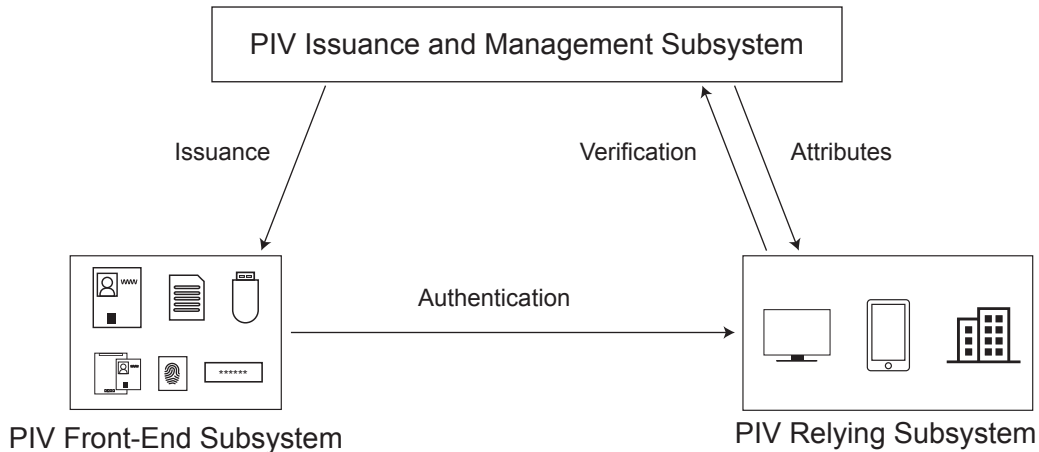 PIV Issuance and Management Subsystem
Issuance
Verification
Attributes
Authentication
******
PIV Front-End Subsystem
PIV Relying Subsystem